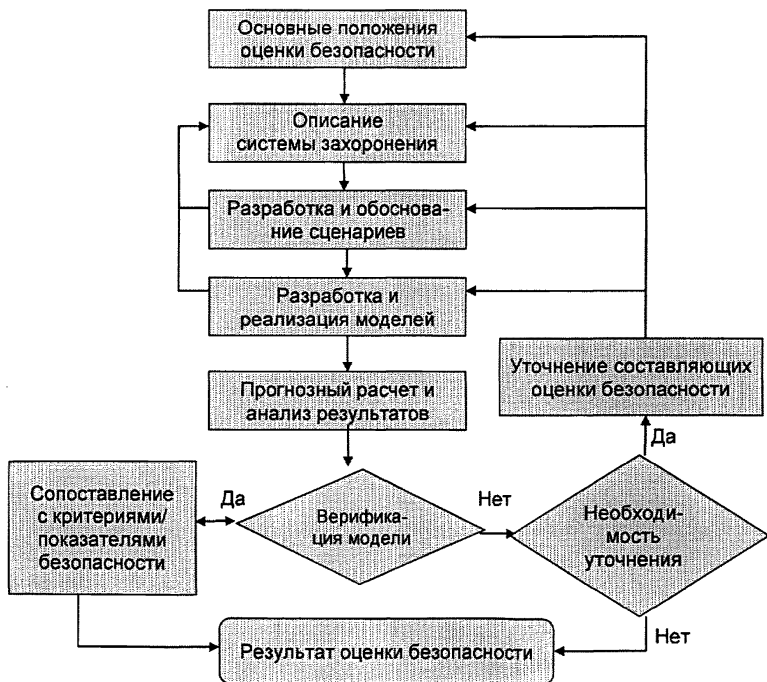 Основные положения
оценки безопасности
Описание
системы захоронения
Разработка и обоснова-
ние сценариев
Разработка и
реализация моделей
Прогнозный расчет и
анализ результатов
Уточнение составляющих
оценки безопасности
Да
Сопоставление
с критериями/
показателями
безопасности
Да
Верифика-
ция модели
Нет
Необходи-
мость
уточнения
Результат оценки безопасности
Нет